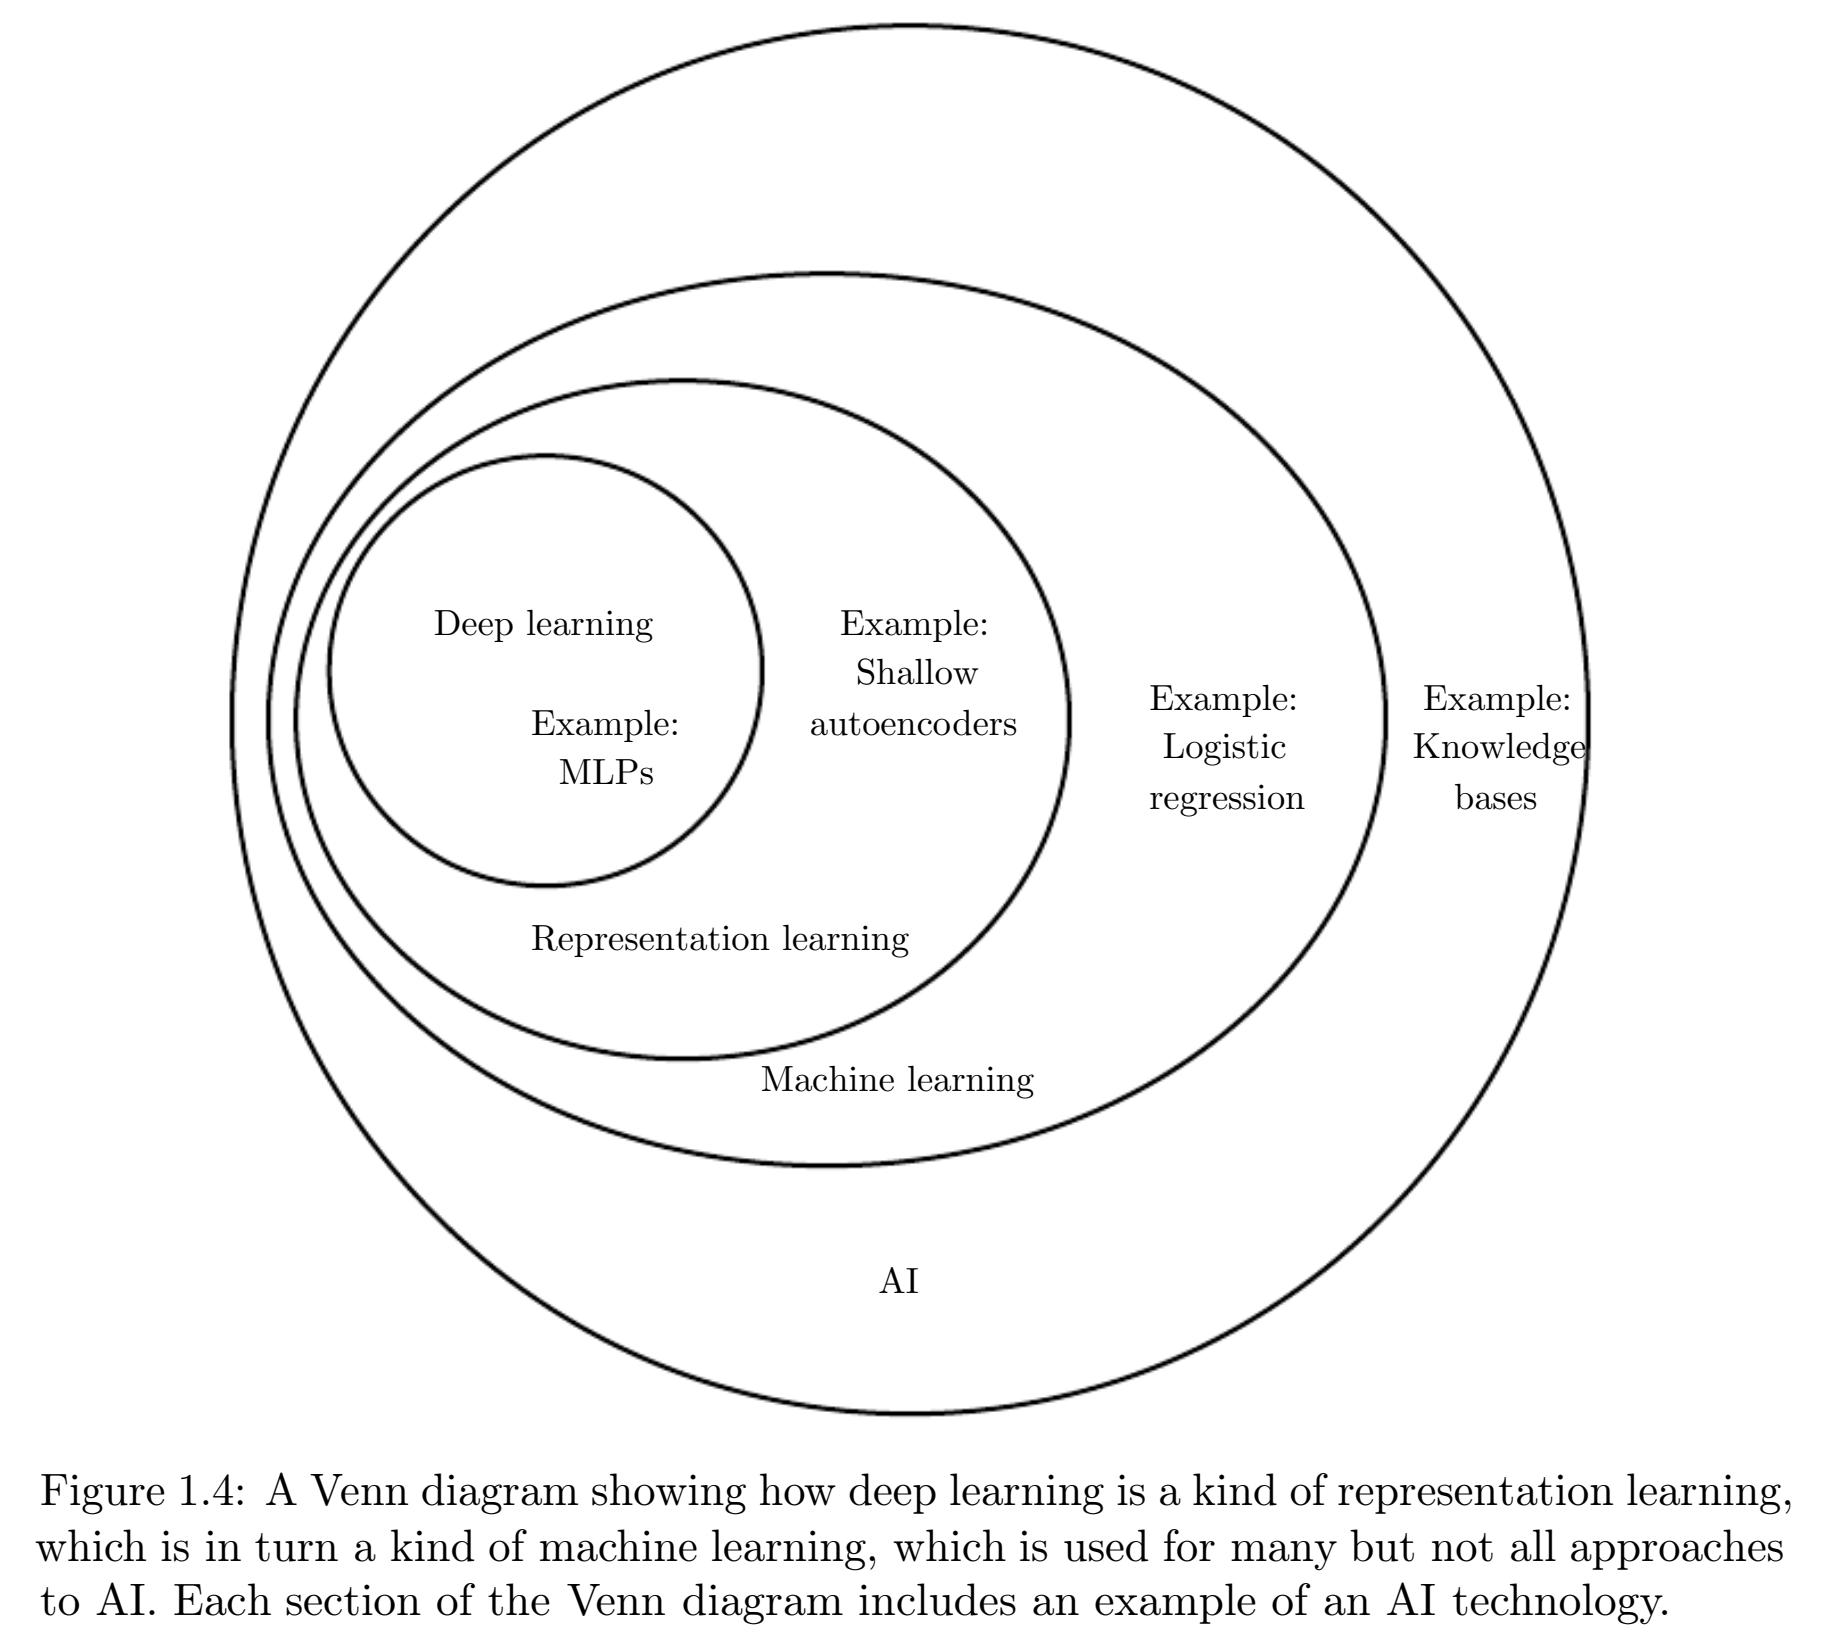 Deep learning
Example:
MLPs
Example:
Shallow
autoencoders
Example:
Logistic
regression
Example:
Knowledge
bases
Representation learning
Machine learning
AI
Figure 1.4: A Venn diagram showing how deep learning is a kind of representation learning,
which is in turn a kind of machine learning, which is used for many but not all approaches
to AI. Each section of the Venn diagram includes an example of an AI technology.